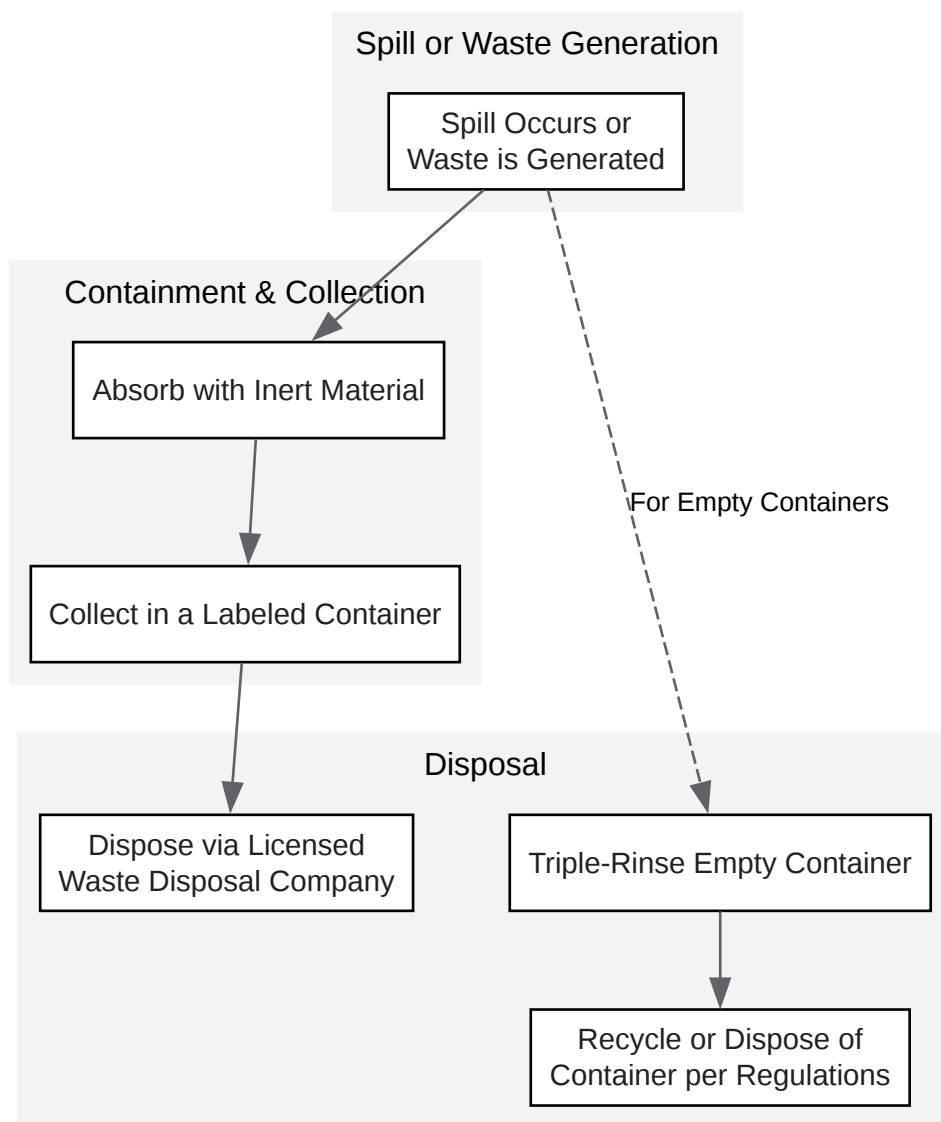 Spill or Waste Generation
Spill Occurs or
Waste is Generated
Containment & Collection
Absorb with Inert Material
For Empty Containers
Collect in a Labeled Container
Disposal
Dispose via Licensed
Waste Disposal Company
Triple-Rinse Empty Container
Recycle or Dispose of
Container per Regulations